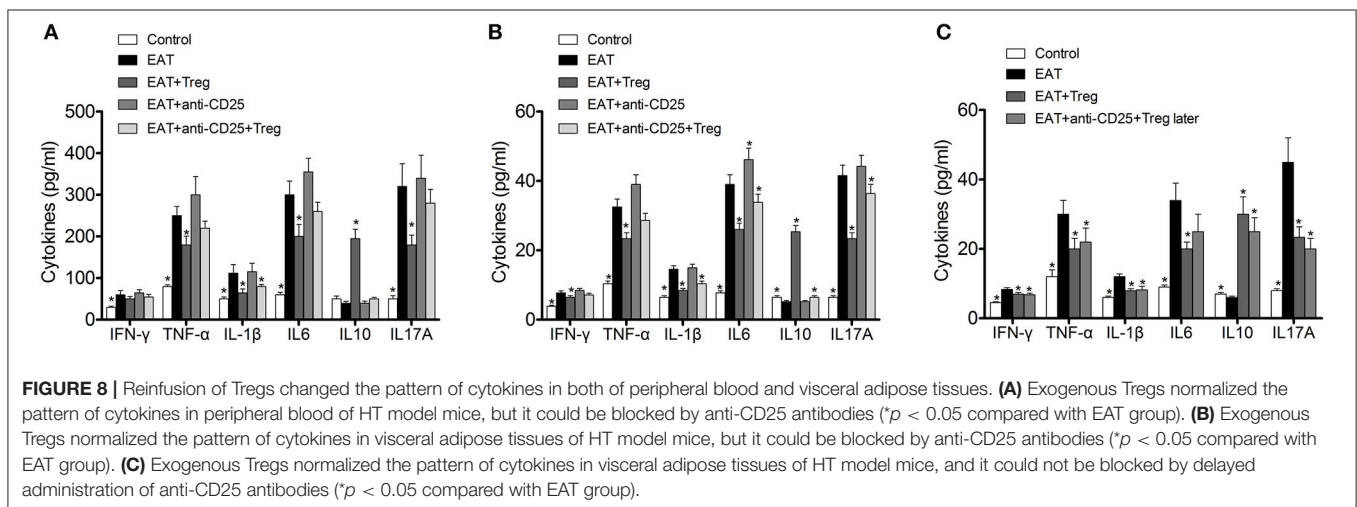 A
Control
EAT
EAT+Treg
EAT+anti-CD25
EAT+anti-CD25+Treg
500
400
300
200
100
0
Cytokines (pg/ml)
* * * * * * * * * * *
IFN-γ TNF-α IL-1β IL6 IL10 IL17A
B
Control
EAT
EAT+Treg
EAT+anti-CD25
EAT+anti-CD25+Treg
60
40
20
0
Cytokines (pg/ml)
* * * * * * * * * * * * * * * * * *
IFN-γ TNF-α IL-1β IL6 IL10 IL17A
C
Control
EAT
EAT+Treg
EAT+anti-CD25+Treg later
60
40
20
0
Cytokines (pg/ml)
* * * * * * * * * * * * * * * * *
IFN-γ TNF-α IL-1β IL6 IL10 IL17A
FIGURE 8 | Reinfusion of Tregs changed the pattern of cytokines in both of peripheral blood and visceral adipose tissues. (A) Exogenous Tregs normalized the
pattern of cytokines in peripheral blood of HT model mice, but it could be blocked by anti-CD25 antibodies (*p < 0.05 compared with EAT group). (B) Exogenous
Tregs normalized the pattern of cytokines in visceral adipose tissues of HT model mice, but it could be blocked by anti-CD25 antibodies (*p < 0.05 compared with
EAT group). (C) Exogenous Tregs normalized the pattern of cytokines in visceral adipose tissues of HT model mice, and it could not be blocked by delayed
administration of anti-CD25 antibodies (*p < 0.05 compared with EAT group).